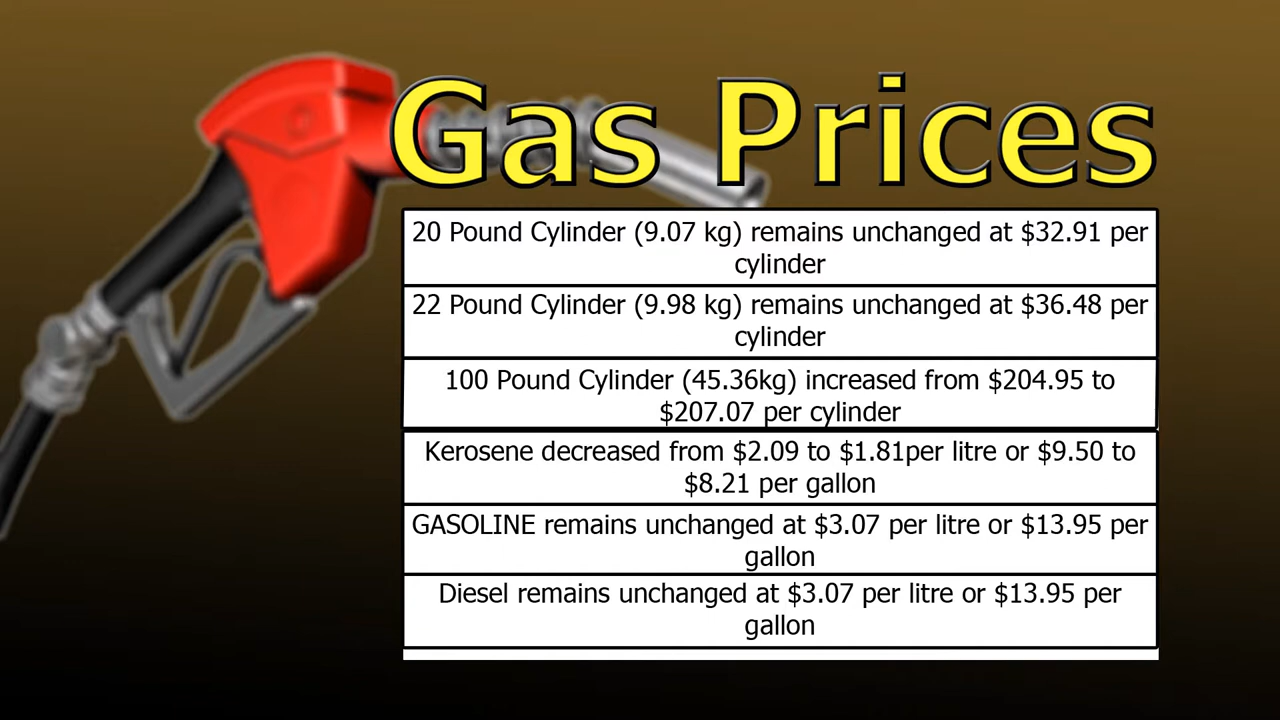 Gas Prices
20 Pound Cylinder (9.07 kg) remains unchanged at $32.91 per
cylinder
22 Pound Cylinder (9.98 kg) remains unchanged at $36.48 per
cylinder
100 Pound Cylinder (45.36kg) increased from $204.95 to
$207.07 per cylinder
Kerosene decreased from $2.09 to $1.81per litre or $9.50 to
$8.21 per gallon
GASOLINE remains unchanged at $3.07 per litre or $13.95 per
gallon
Diesel remains unchanged at $3.07 per litre or $13.95 per
gallon